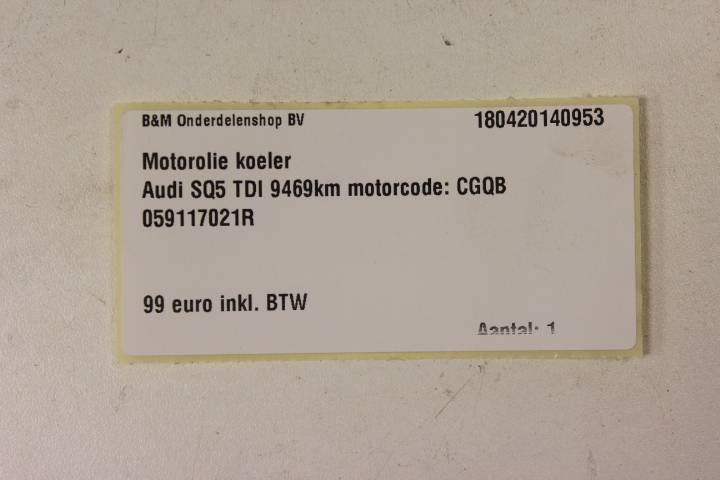 B&M Onderdelenshop BV 180420140953
Motorolie koeler
Audi SQ5 TDI 9469km motorcode: CGQB
059117021R
99 euro inkl. BTW
Aantal: 1